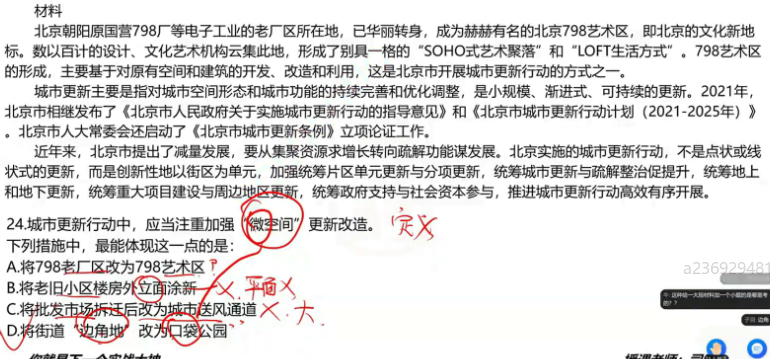 材料
北京朝阳原国营798厂等电子工业的老厂区所在地，已华丽转身，成为赫赫有名的北京798艺术区，即北京的文化新地
标。数以百计的设计、文化艺术机构云集此地，形成了别具一格的“SOHO式艺术聚落”和“LOFT生活方式”。798艺术区
的形成，主要基于对原有空间和建筑的开发、改造和利用，这是北京市开展城市更新行动的方式之一。
城市更新主要是指对城市空间形态和城市功能的持续完善和优化调整，是小规模、渐进式、可持续的更新。2021年，
北京市相继发布了《北京市人民政府关于实施城市更新行动的指导意见》和《北京市城市更新行动计划（2021-2025年）》
。北京市人大常委会还启动了《北京市城市更新条例》立项论证工作。
近年来，北京市提出了减量发展，要从集聚资源求增长转向疏解功能谋发展。北京实施的城市更新行动，不是点状或线
状式的更新，而是创新性地以街区为单元，加强统筹片区单元更新与分项更新，统筹城市更新与疏解整治促提升，统筹地上
和地下更新，统筹重大项目建设与周边地区更新，统筹政府支持与社会资本参与，推进城市更新行动高效有序开展。
24.城市更新行动中，应当注重加强“微空间”更新改造。 定义
下列措施中，最能体现这一点的是：
A.将798老厂区改为798艺术区 ?
B.将老旧小区楼房外立面涂新 X. 平面 X
C.将批发市场拆迁后改为城市送风通道 X. 大.
D.将街道“边角地”改为口袋公园
a236929481